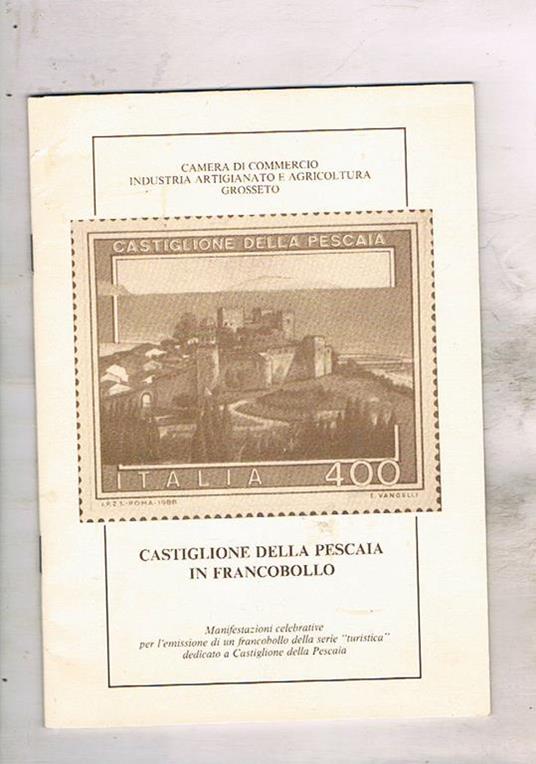 CAMERA DI COMMERCIO
INDUSTRIA ARTIGIANATO E AGRICOLTURA
GROSSETO
CASTIGLIONE DELLA PESCAIA
ITALIA 400
I.P.Z.S.-ROMA-1986 E. VANGELLI
CASTIGLIONE DELLA PESCAIA
IN FRANCOBOLLO
Manifestazioni celebrative
per l'emissione di un francobollo della serie "turistica"
dedicato a Castiglione della Pescaia